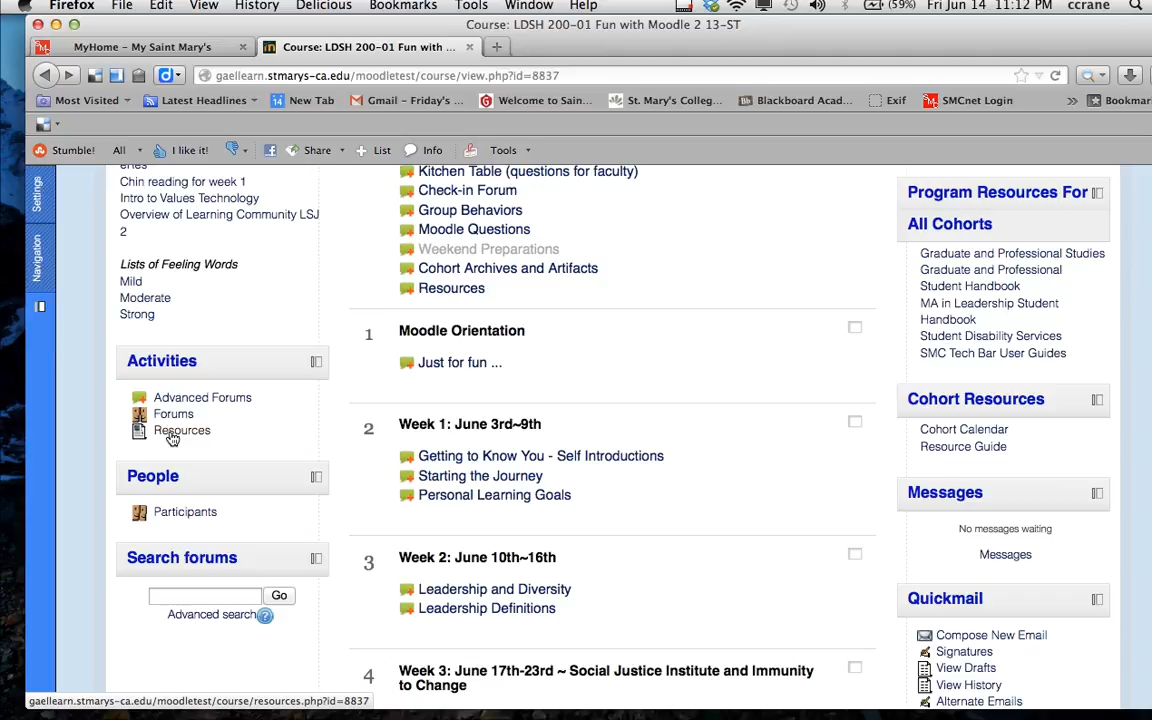 Firefox File Edit View History Delicious Bookmarks Tools Window Help (59%) Fri Jun 14 11:12 PM ccrane
Course: LDSH 200-01 Fun with Moodle 2 13-ST
MyHome – My Saint Mary's × Course: LDSH 200-01 Fun with ... × +
gaellearn.stmarys-ca.edu/moodletest/course/view.php?id=8837
Most Visited Latest Headlines 14 New Tab Gmail – Friday's ... Welcome to Sain... St. Mary's Colleg... Blackboard Acad... Exif SMCnet Login » Bookmar
Stumble! All I like it! Share List Info Tools
Settings
Navigation
Chin reading for week 1
Intro to Values Technology
Overview of Learning Community LSJ
2
Lists of Feeling Words
Mild
Moderate
Strong
Activities
Advanced Forums
Forums
Resources
People
Participants
Search forums
Go
Advanced search ?
Kitchen Table (questions for faculty)
Check-in Forum
Group Behaviors
Moodle Questions
Weekend Preparations
Cohort Archives and Artifacts
Resources
1 Moodle Orientation
Just for fun ...
2 Week 1: June 3rd~9th
Getting to Know You - Self Introductions
Starting the Journey
Personal Learning Goals
3 Week 2: June 10th~16th
Leadership and Diversity
Leadership Definitions
4 Week 3: June 17th-23rd ~ Social Justice Institute and Immunity
to Change
Program Resources For
All Cohorts
Graduate and Professional Studies
Graduate and Professional
Student Handbook
MA in Leadership Student
Handbook
Student Disability Services
SMC Tech Bar User Guides
Cohort Resources
Cohort Calendar
Resource Guide
Messages
No messages waiting
Messages
Quickmail
Compose New Email
Signatures
View Drafts
View History
Alternate Emails
gaellearn.stmarys-ca.edu/moodletest/course/resources.php?id=8837